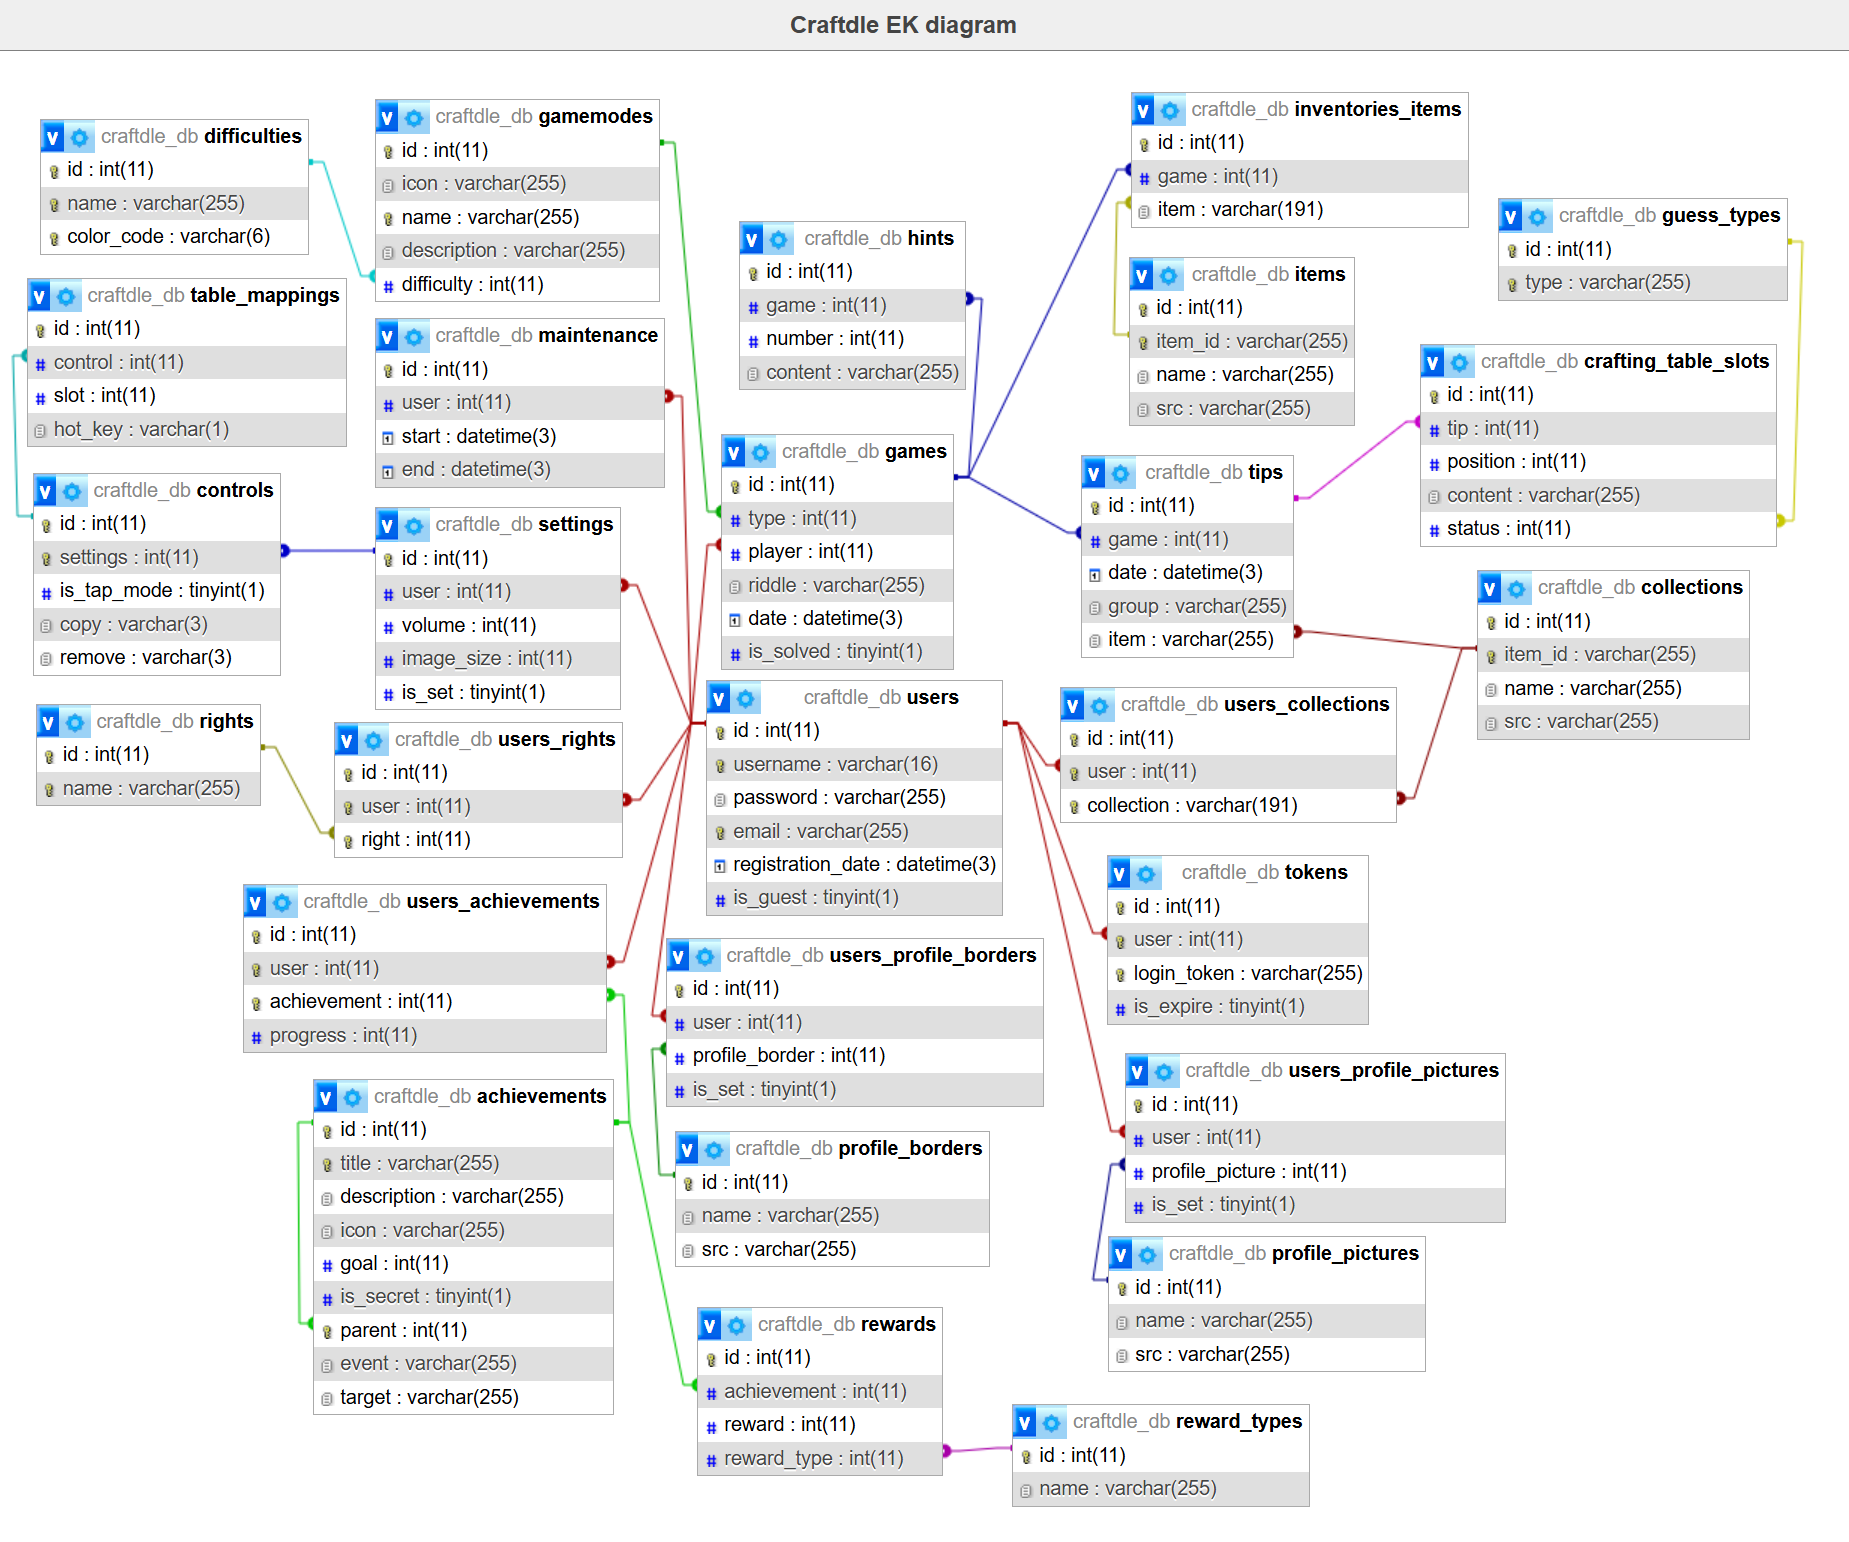 Craftdle EK diagram
craftdle_db difficulties
id : int(11)
name : varchar(255)
color_code : varchar(6)
craftdle_db gamemodes
id : int(11)
icon : varchar(255)
name : varchar(255)
description : varchar(255)
difficulty : int(11)
craftdle_db table_mappings
id : int(11)
control : int(11)
slot : int(11)
hot_key : varchar(1)
craftdle_db maintenance
id : int(11)
user : int(11)
start : datetime(3)
end : datetime(3)
craftdle_db controls
id : int(11)
settings : int(11)
is_tap_mode : tinyint(1)
copy : varchar(3)
remove : varchar(3)
craftdle_db settings
id : int(11)
user : int(11)
volume : int(11)
image_size : int(11)
is_set : tinyint(1)
craftdle_db rights
id : int(11)
name : varchar(255)
craftdle_db users_rights
id : int(11)
user : int(11)
right : int(11)
craftdle_db hints
id : int(11)
game : int(11)
number : int(11)
content : varchar(255)
craftdle_db games
id : int(11)
type : int(11)
player : int(11)
riddle : varchar(255)
date : datetime(3)
is_solved : tinyint(1)
craftdle_db users
id : int(11)
username : varchar(16)
password : varchar(255)
email : varchar(255)
registration_date : datetime(3)
is_guest : tinyint(1)
craftdle_db inventories_items
id : int(11)
game : int(11)
item : varchar(191)
craftdle_db items
id : int(11)
item_id : varchar(255)
name : varchar(255)
src : varchar(255)
craftdle_db guess_types
id : int(11)
type : varchar(255)
craftdle_db crafting_table_slots
id : int(11)
tip : int(11)
position : int(11)
content : varchar(255)
status : int(11)
craftdle_db tips
id : int(11)
game : int(11)
date : datetime(3)
group : varchar(255)
item : varchar(255)
craftdle_db collections
id : int(11)
item_id : varchar(255)
name : varchar(255)
src : varchar(255)
craftdle_db users_collections
id : int(11)
user : int(11)
collection : varchar(191)
craftdle_db tokens
id : int(11)
user : int(11)
login_token : varchar(255)
is_expire : tinyint(1)
craftdle_db users_achievements
id : int(11)
user : int(11)
achievement : int(11)
progress : int(11)
craftdle_db users_profile_borders
id : int(11)
user : int(11)
profile_border : int(11)
is_set : tinyint(1)
craftdle_db users_profile_pictures
id : int(11)
user : int(11)
profile_picture : int(11)
is_set : tinyint(1)
craftdle_db achievements
id : int(11)
title : varchar(255)
description : varchar(255)
icon : varchar(255)
goal : int(11)
is_secret : tinyint(1)
parent : int(11)
event : varchar(255)
target : varchar(255)
craftdle_db profile_borders
id : int(11)
name : varchar(255)
src : varchar(255)
craftdle_db profile_pictures
id : int(11)
name : varchar(255)
src : varchar(255)
craftdle_db rewards
id : int(11)
achievement : int(11)
reward : int(11)
reward_type : int(11)
craftdle_db reward_types
id : int(11)
name : varchar(255)